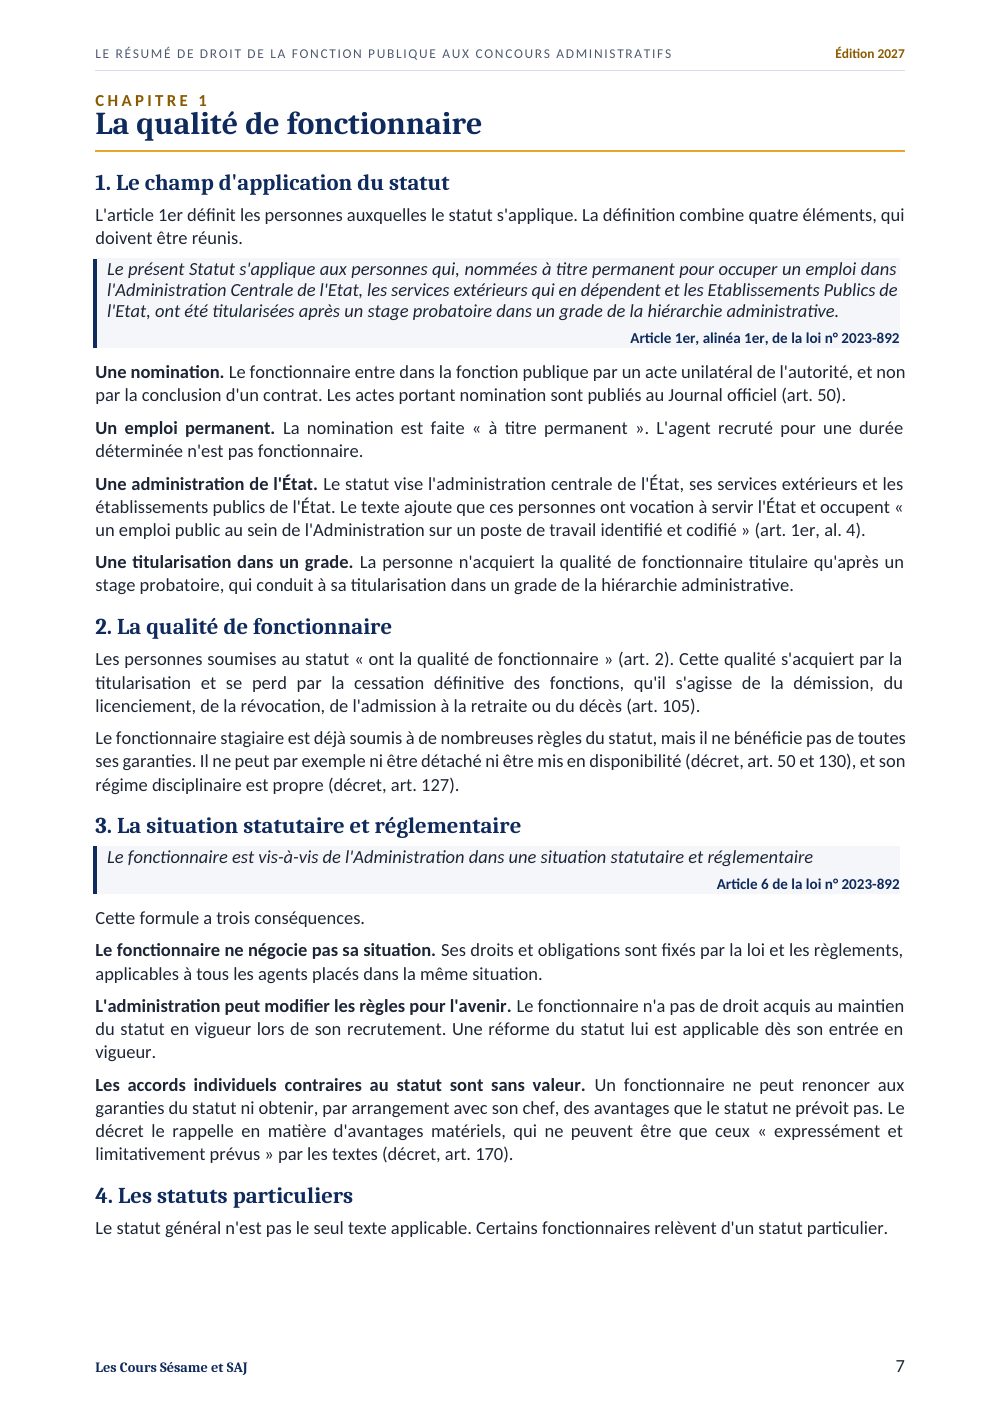 LE RÉSUMÉ DE DROIT DE LA FONCTION PUBLIQUE AUX CONCOURS ADMINISTRATIFS
Édition 2027
CHAPITRE 1
La qualité de fonctionnaire
1. Le champ d'application du statut
L'article 1er définit les personnes auxquelles le statut s'applique. La définition combine quatre éléments, qui
doivent être réunis.
Le présent Statut s'applique aux personnes qui, nommées à titre permanent pour occuper un emploi dans
l'Administration Centrale de l'Etat, les services extérieurs qui en dépendent et les Etablissements Publics de
l'Etat, ont été titularisées après un stage probatoire dans un grade de la hiérarchie administrative.
Article 1er, alinéa 1er, de la loi n° 2023-892
Une nomination. Le fonctionnaire entre dans la fonction publique par un acte unilatéral de l'autorité, et non
par la conclusion d'un contrat. Les actes portant nomination sont publiés au Journal officiel (art. 50).
Un emploi permanent. La nomination est faite « à titre permanent ». L'agent recruté pour une durée
déterminée n'est pas fonctionnaire.
Une administration de l'État. Le statut vise l'administration centrale de l'État, ses services extérieurs et les
établissements publics de l'État. Le texte ajoute que ces personnes ont vocation à servir l'État et occupent «
un emploi public au sein de l'Administration sur un poste de travail identifié et codifié » (art. 1er, al. 4).
Une titularisation dans un grade. La personne n'acquiert la qualité de fonctionnaire titulaire qu'après un
stage probatoire, qui conduit à sa titularisation dans un grade de la hiérarchie administrative.
2. La qualité de fonctionnaire
Les personnes soumises au statut « ont la qualité de fonctionnaire » (art. 2). Cette qualité s'acquiert par la
titularisation et se perd par la cessation définitive des fonctions, qu'il s'agisse de la démission, du
licenciement, de la révocation, de l'admission à la retraite ou du décès (art. 105).
Le fonctionnaire stagiaire est déjà soumis à de nombreuses règles du statut, mais il ne bénéficie pas de toutes
ses garanties. Il ne peut par exemple ni être détaché ni être mis en disponibilité (décret, art. 50 et 130), et son
régime disciplinaire est propre (décret, art. 127).
3. La situation statutaire et réglementaire
Le fonctionnaire est vis-à-vis de l'Administration dans une situation statutaire et réglementaire
Article 6 de la loi n° 2023-892
Cette formule a trois conséquences.
Le fonctionnaire ne négocie pas sa situation. Ses droits et obligations sont fixés par la loi et les règlements,
applicables à tous les agents placés dans la même situation.
L'administration peut modifier les règles pour l'avenir. Le fonctionnaire n'a pas de droit acquis au maintien
du statut en vigueur lors de son recrutement. Une réforme du statut lui est applicable dès son entrée en
vigueur.
Les accords individuels contraires au statut sont sans valeur. Un fonctionnaire ne peut renoncer aux
garanties du statut ni obtenir, par arrangement avec son chef, des avantages que le statut ne prévoit pas. Le
décret le rappelle en matière d'avantages matériels, qui ne peuvent être que ceux « expressément et
limitativement prévus » par les textes (décret, art. 170).
4. Les statuts particuliers
Le statut général n'est pas le seul texte applicable. Certains fonctionnaires relèvent d'un statut particulier.
Les Cours Sésame et SAJ
7